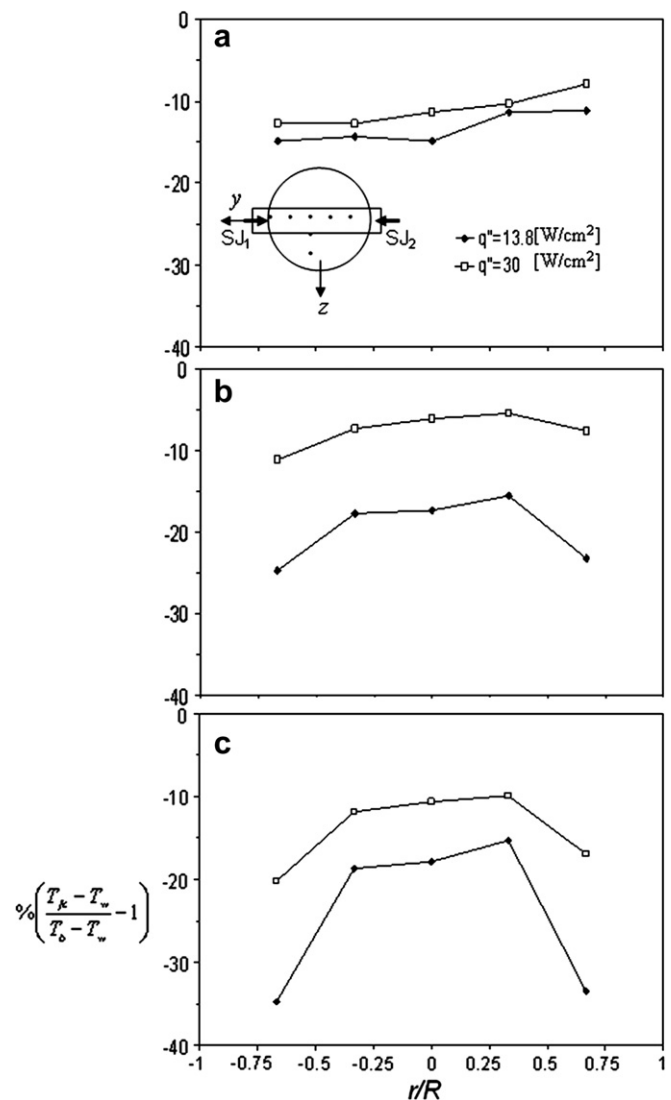 a
0
-10
-20
-30
-40
y
SJ1
SJ2
z
q"=13.8[W/cm2]
q"=30 [W/cm2]
b
0
-10
-20
-30
-40
c
0
-10
-20
-30
-40
%(Tfc − Tw / Tb − Tw − 1)
-1 -0.75 -0.5 -0.25 0 0.25 0.5 0.75 1
r/R